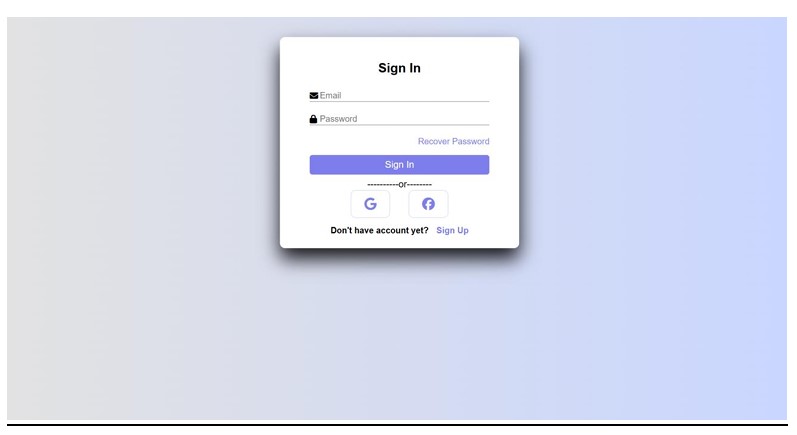 Sign In
Email
Password
Recover Password
Sign In
----------or--------
Don't have account yet? Sign Up